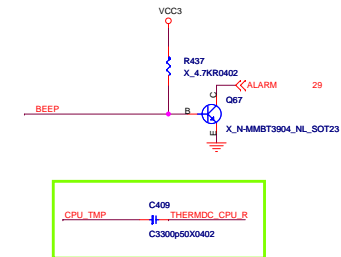 VCC3
R437
X_4.7KR0402
C
ALARM 29
Q67
BEEP
B
E
X_N-MMBT3904_NL_SOT23
C409
CPU_TMP
THERMDC_CPU_R
C3300p50X0402